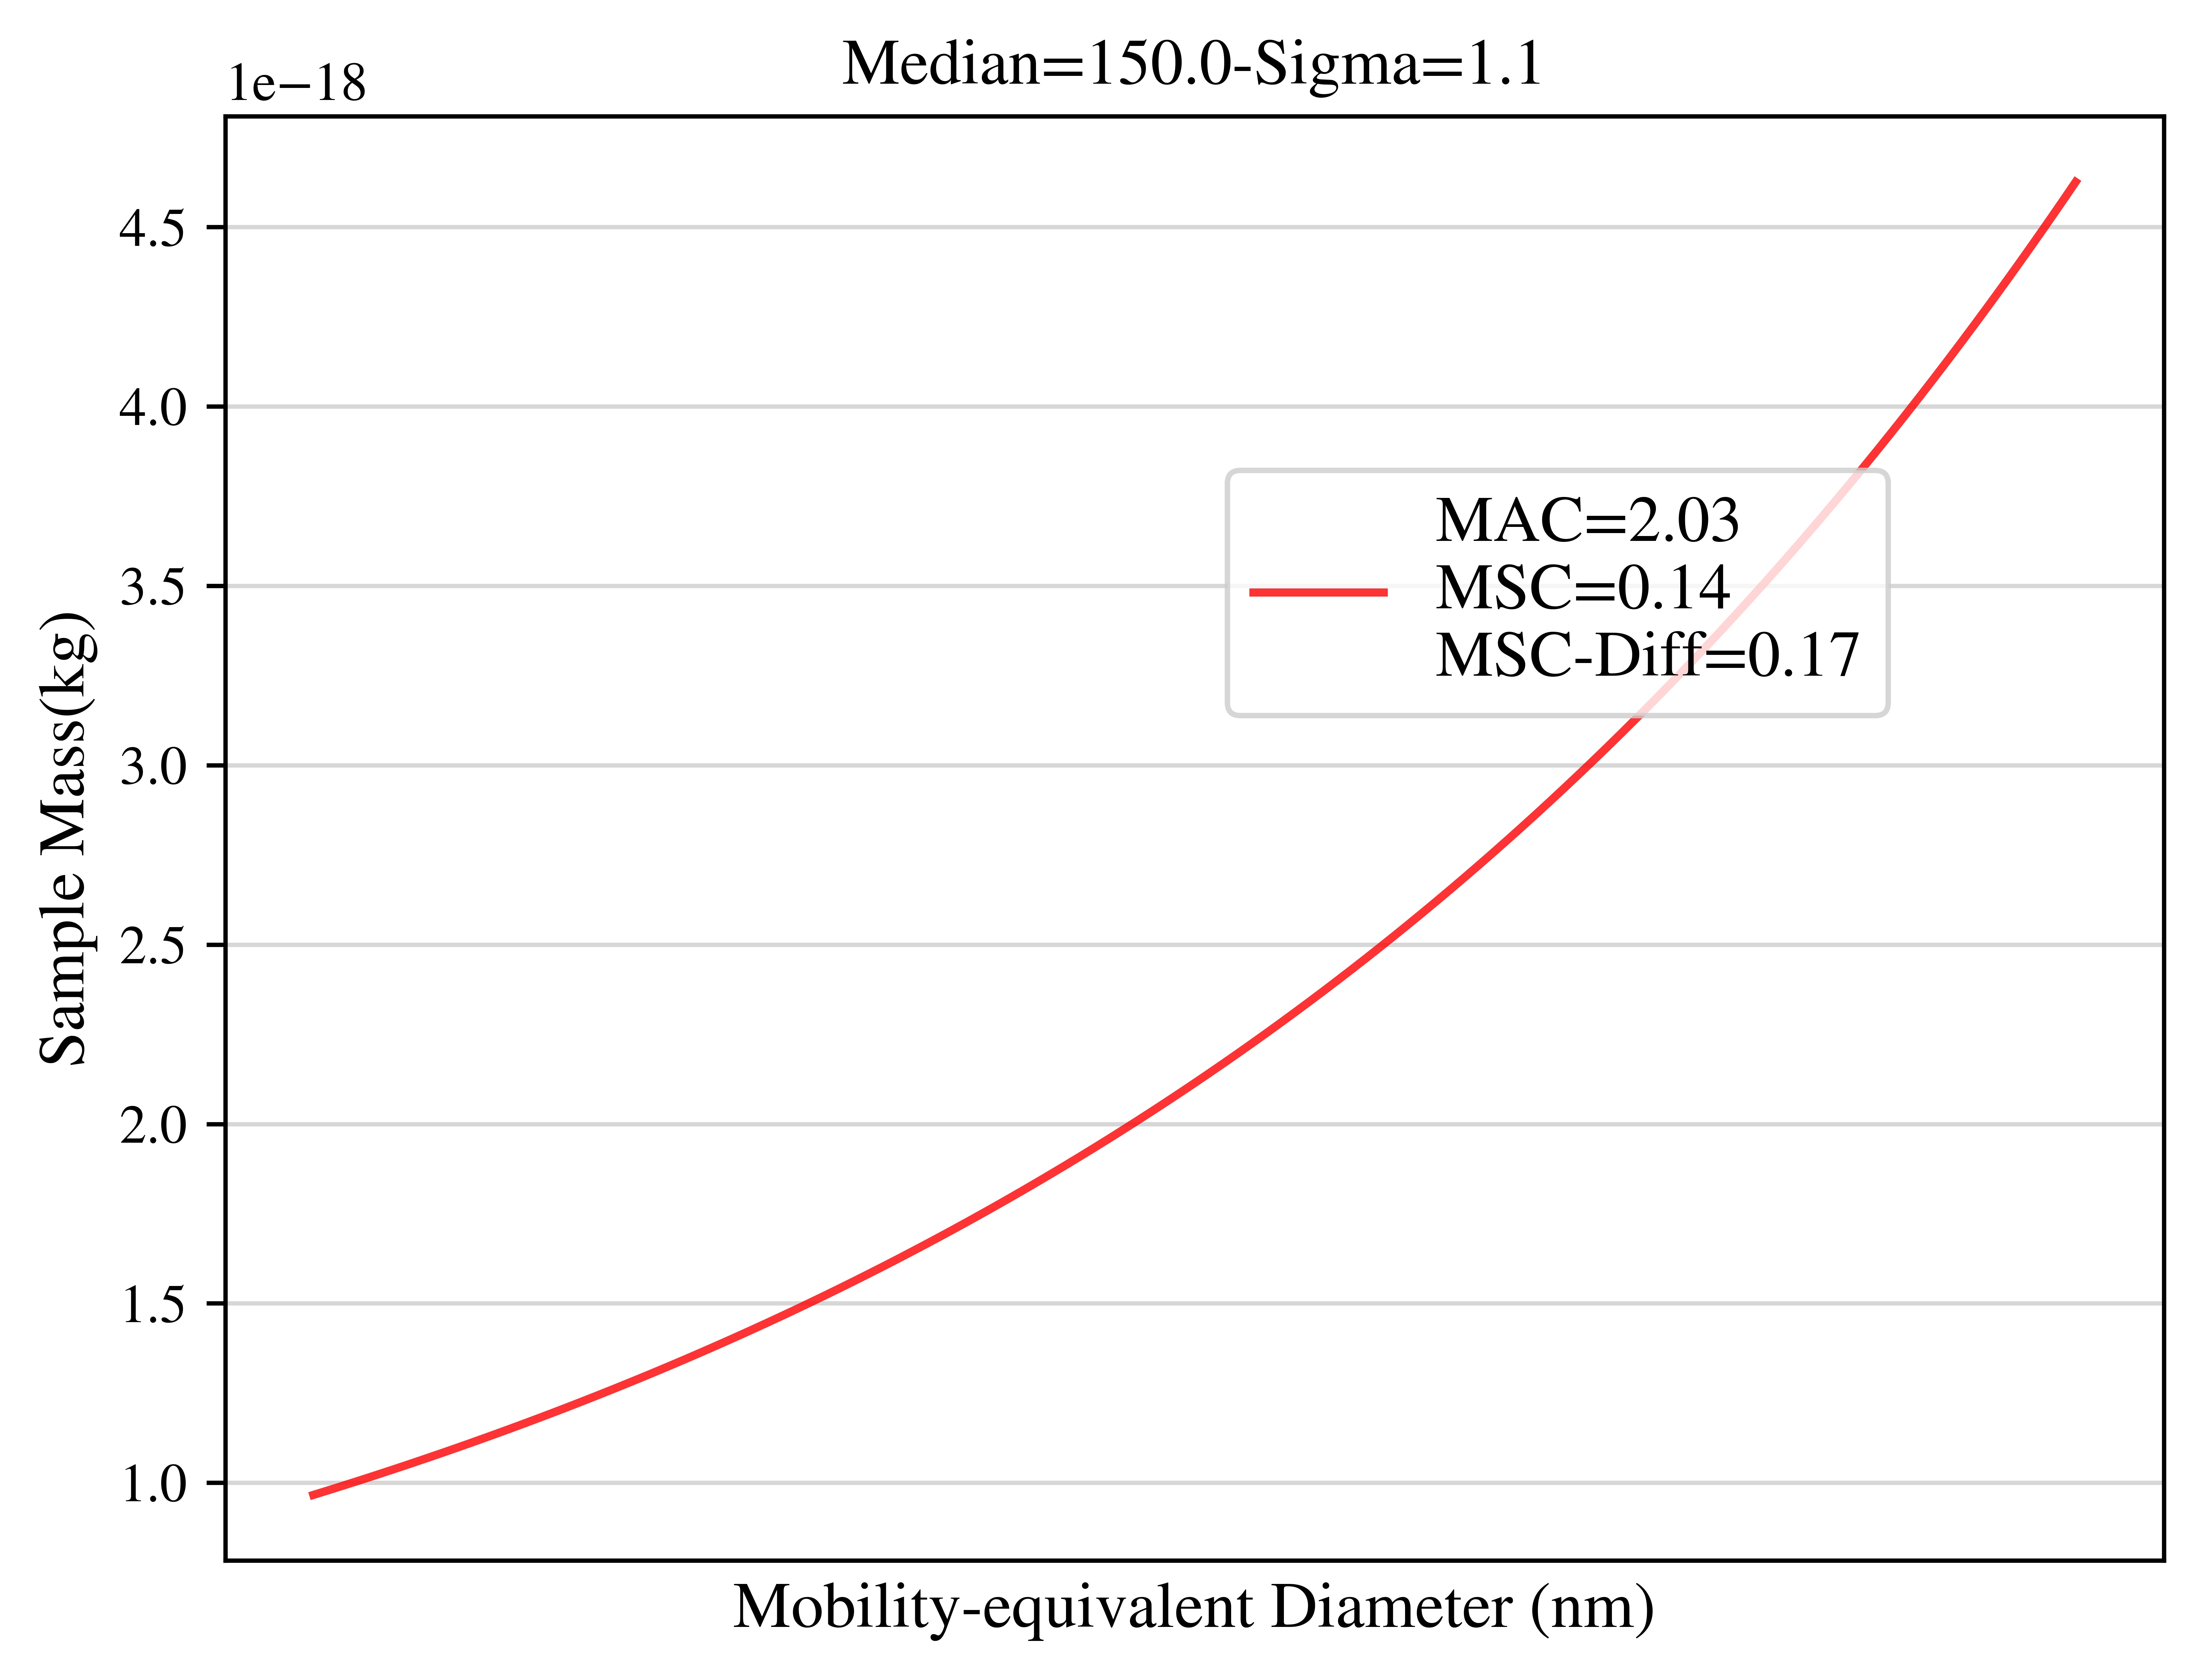 Median=150.0-Sigma=1.1
1e−18
4.5
4.0
3.5
3.0
2.5
2.0
1.5
1.0
Sample Mass(kg)
MAC=2.03
MSC=0.14
MSC-Diff=0.17
Mobility-equivalent Diameter (nm)